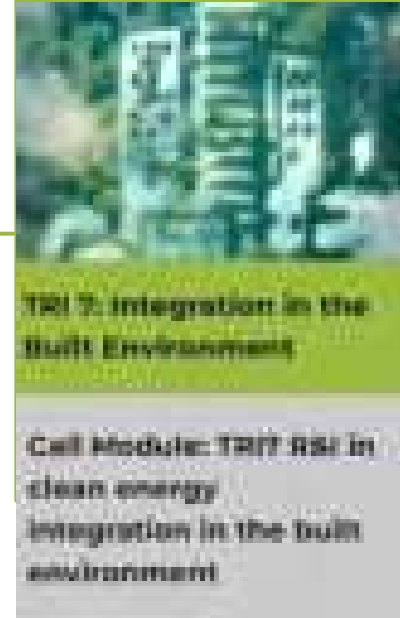 TRI 7: Integration in the
Built Environment
Call Module: TRI7 R&I in
clean energy
integration in the built
environment